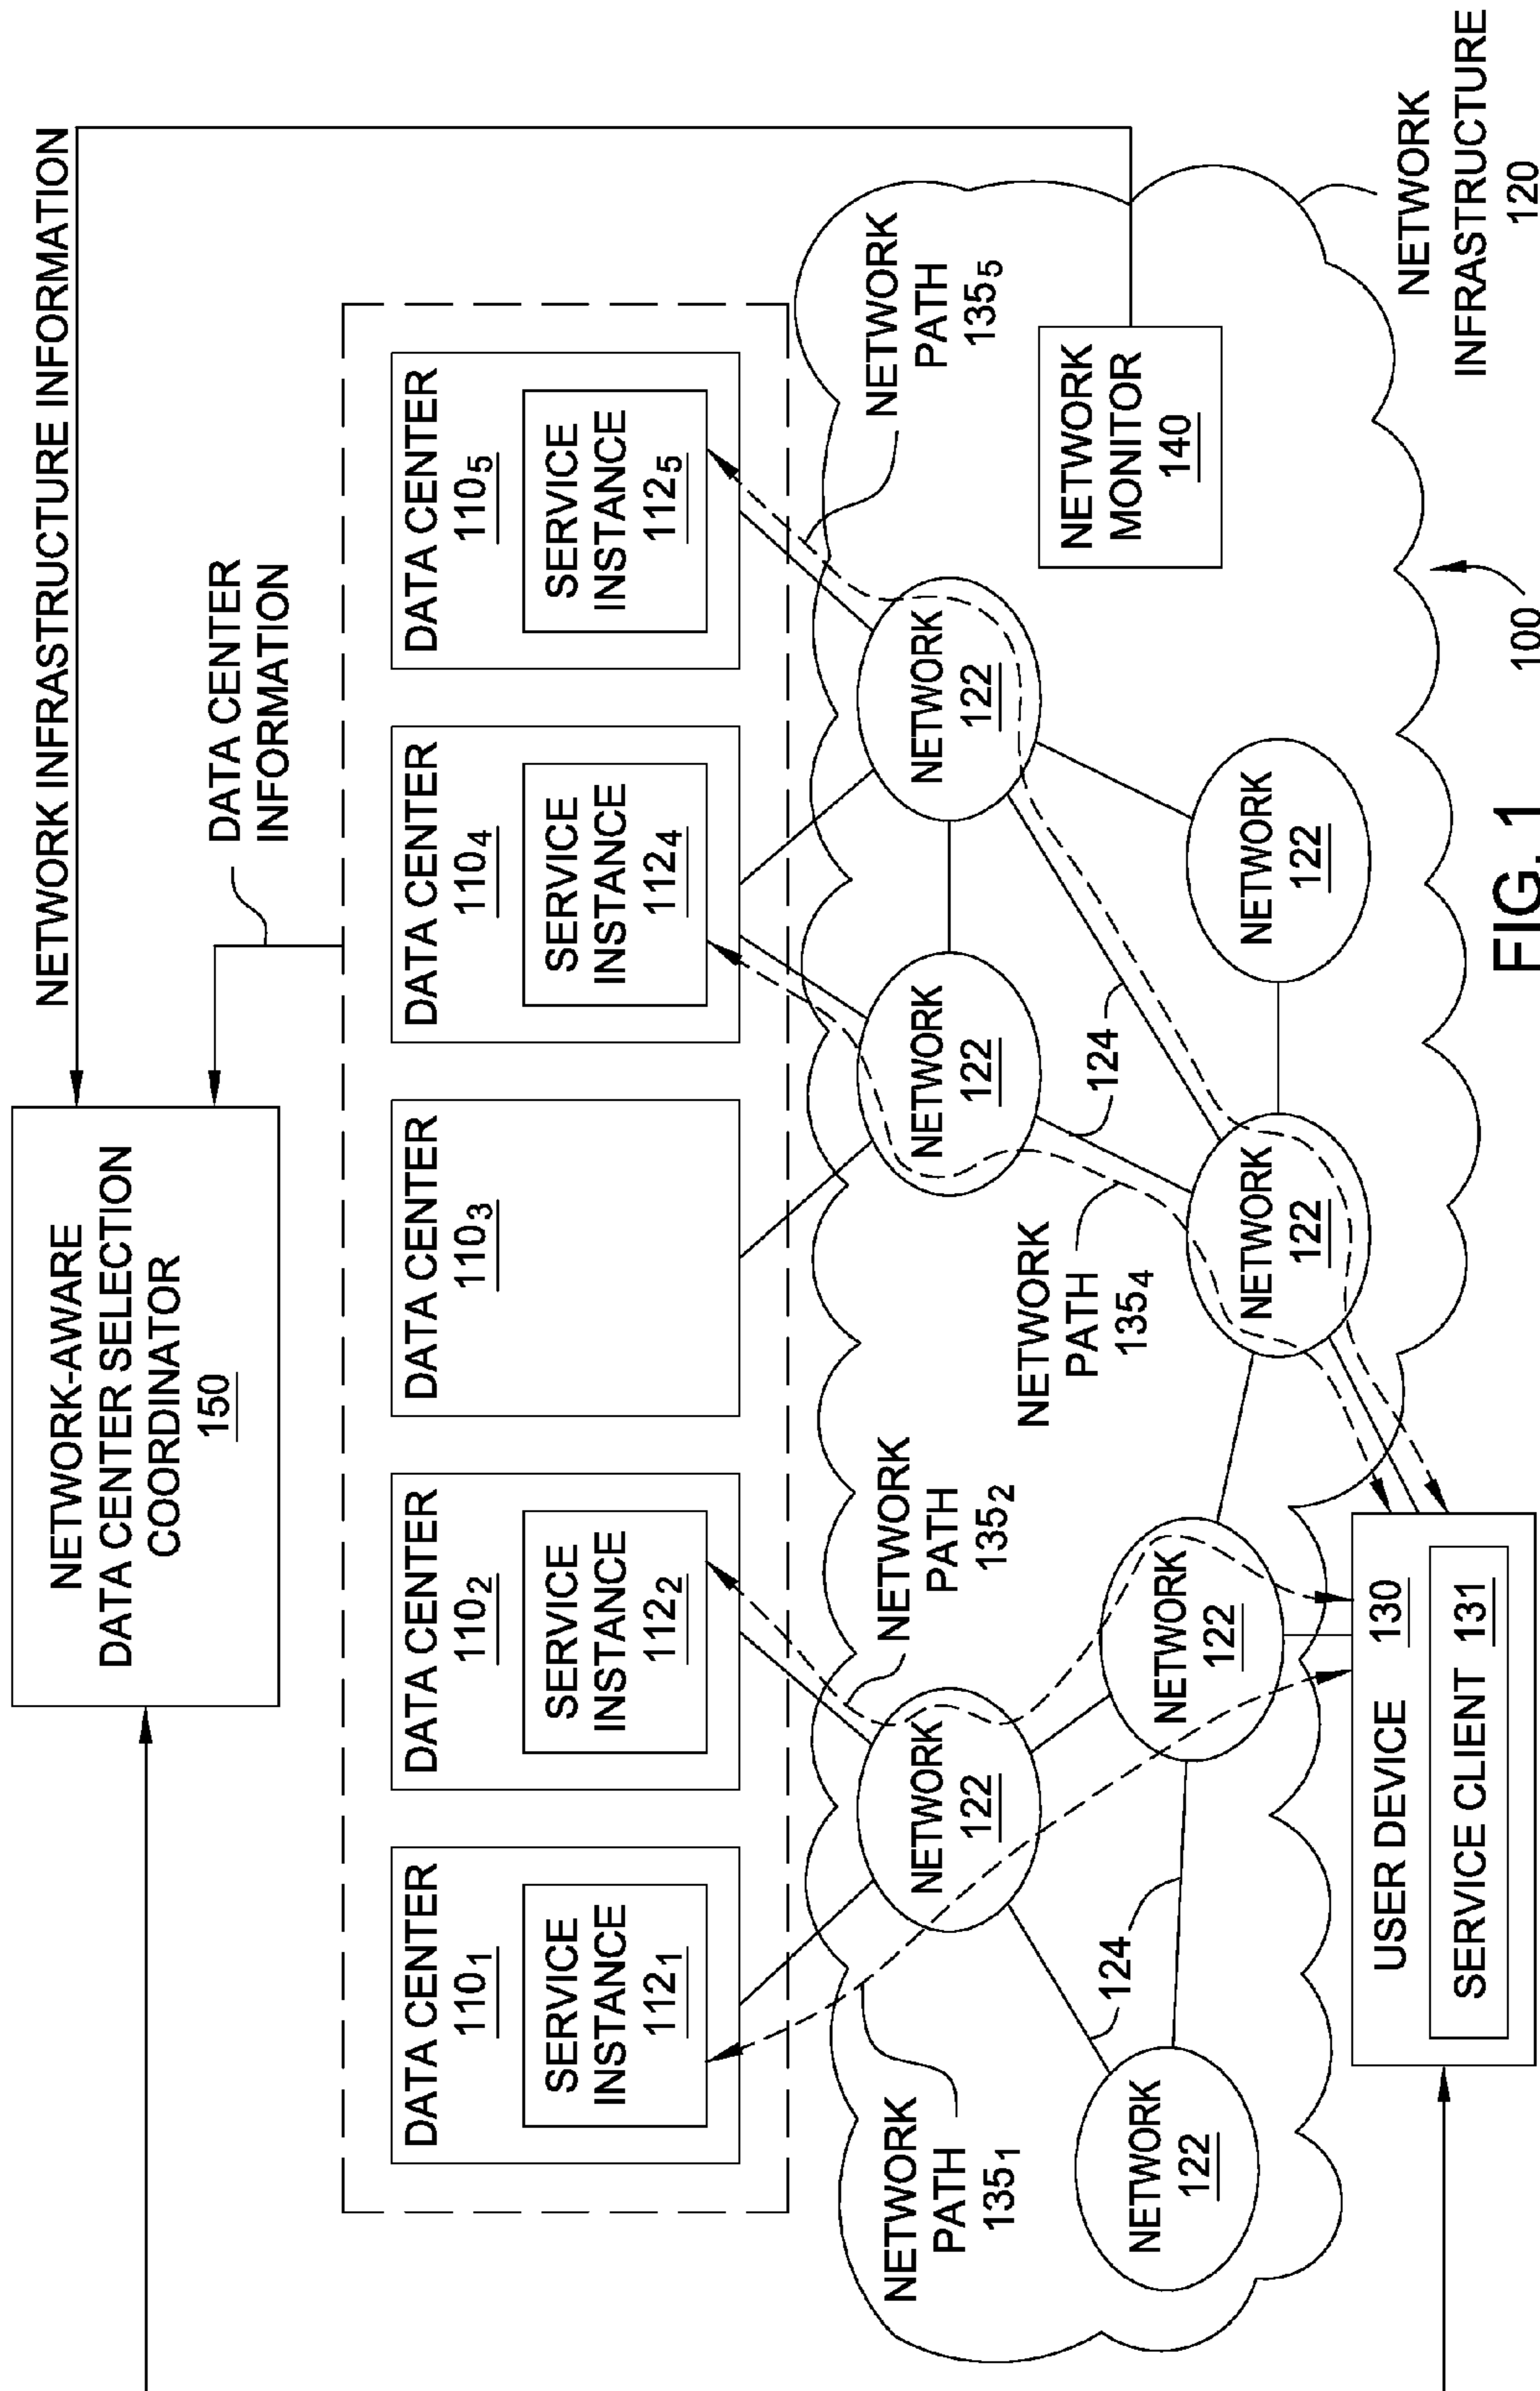 NETWORK INFRASTRUCTURE INFORMATION
NETWORK-AWARE
DATA CENTER SELECTION
COORDINATOR
150
DATA CENTER
INFORMATION
DATA CENTER
110₁
SERVICE
INSTANCE
112₁
DATA CENTER
110₂
SERVICE
INSTANCE
112₂
DATA CENTER
110₃
DATA CENTER
110₄
SERVICE
INSTANCE
112₄
DATA CENTER
110₅
SERVICE
INSTANCE
112₅
NETWORK
PATH
135₁
NETWORK
122
NETWORK
PATH
135₂
NETWORK
122
NETWORK
122
NETWORK
PATH
135₅
NETWORK
122
124
NETWORK
122
NETWORK
PATH
135₄
124
NETWORK
122
NETWORK
122
NETWORK
MONITOR
140
USER DEVICE 130
SERVICE CLIENT 131
NETWORK
INFRASTRUCTURE
120
100
FIG. 1